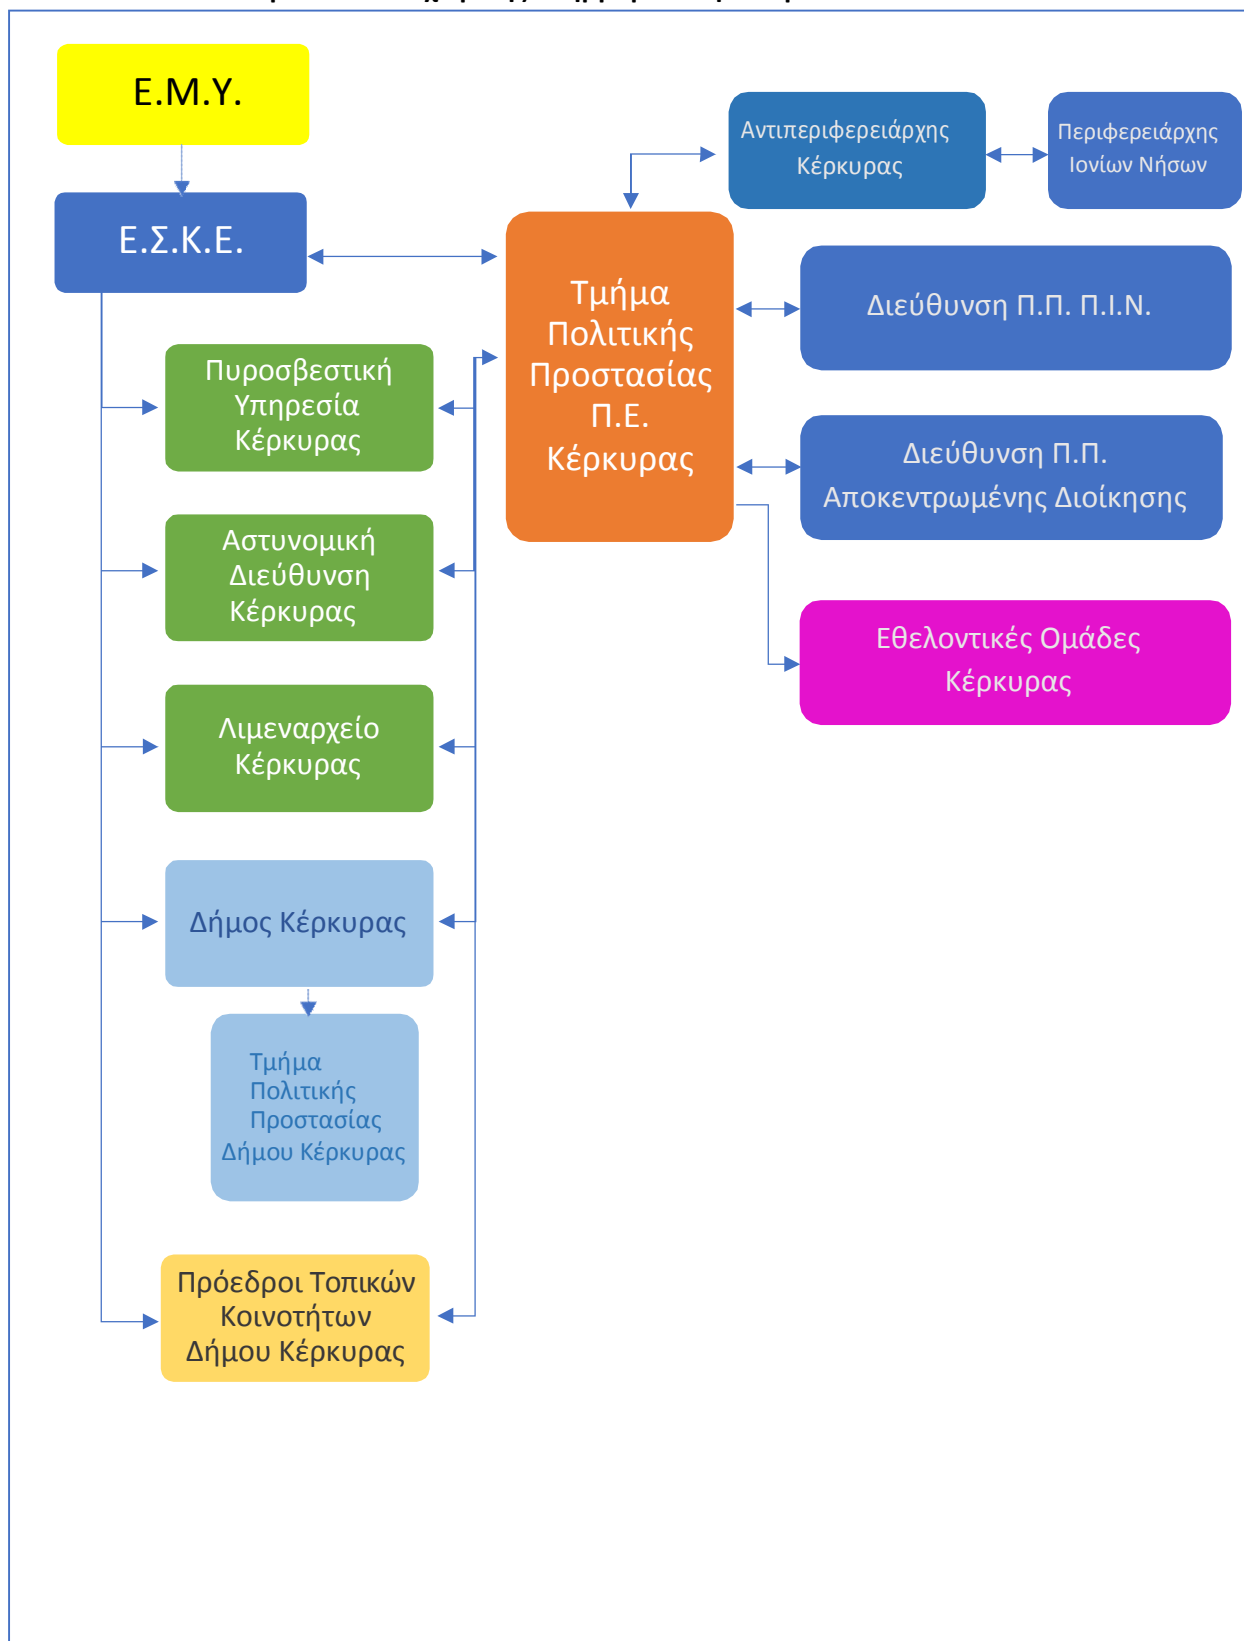 Ε.Μ.Υ.
Ε.Σ.Κ.Ε.
Αντιπεριφερειάρχης
Κέρκυρας
Περιφερειάρχης
Ιονίων Νήσων
Τμήμα
Πολιτικής
Προστασίας
Π.Ε.
Κέρκυρας
Διεύθυνση Π.Π. Π.Ι.Ν.
Διεύθυνση Π.Π.
Αποκεντρωμένης Διοίκησης
Εθελοντικές Ομάδες
Κέρκυρας
Πυροσβεστική
Υπηρεσία
Κέρκυρας
Αστυνομική
Διεύθυνση
Κέρκυρας
Λιμεναρχείο
Κέρκυρας
Δήμος Κέρκυρας
Τμήμα
Πολιτικής
Προστασίας
Δήμου Κέρκυρας
Πρόεδροι Τοπικών
Κοινοτήτων
Δήμου Κέρκυρας